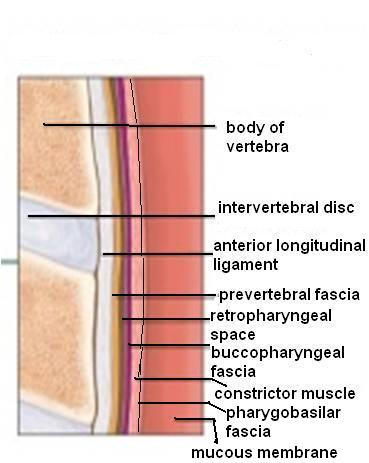 body of
vertebra
intervertebral disc
anterior longitudinal
ligament
prevertebral fascia
retropharyngeal
space
buccopharyngeal
fascia
constrictor muscle
pharygobasilar
fascia
mucous membrane